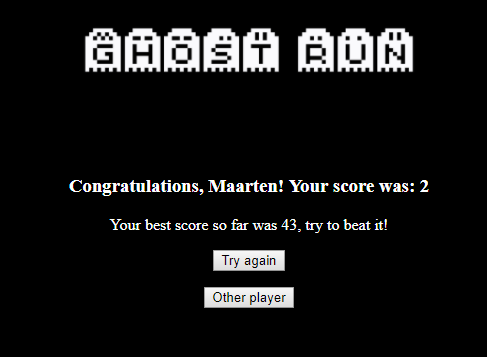 GHOST RUN
Congratulations, Maarten! Your score was: 2
Your best score so far was 43, try to beat it!
Try again
Other player